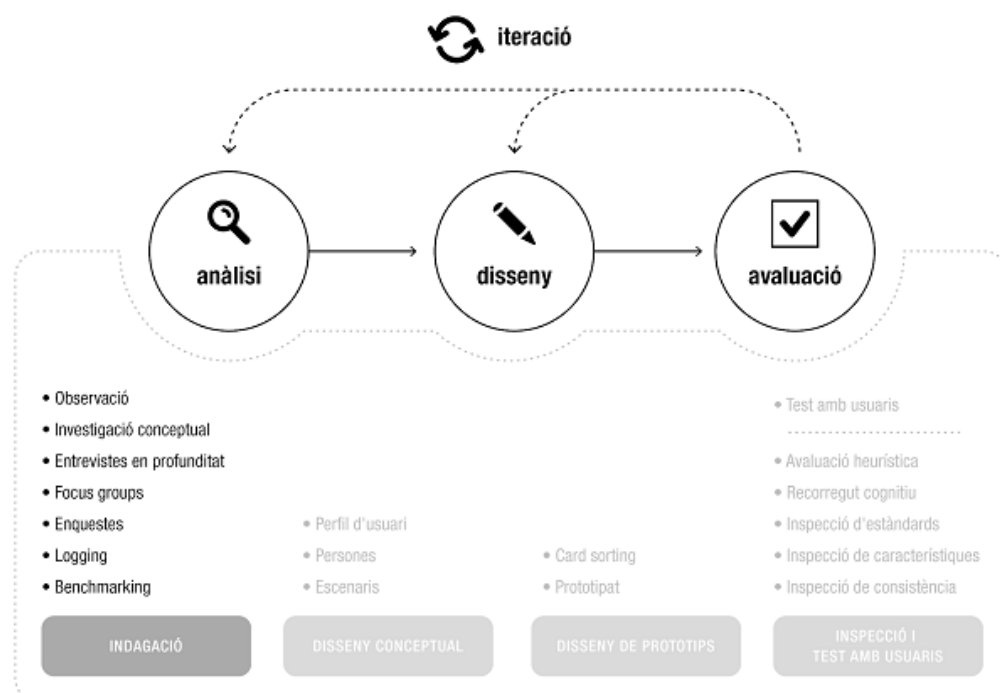 iteració
anàlisi
disseny
avaluació
• Observació
• Investigació conceptual
• Entrevistes en profunditat
• Focus groups
• Enquestes
• Logging
• Benchmarking
INDAGACIÓ
• Perfil d'usuari
• Persones
• Escenaris
DISSENY CONCEPTUAL
• Card sorting
• Prototipat
DISSENY DE PROTOTIPS
• Test amb usuaris
• Avaluació heurística
• Recorregut cognitiu
• Inspecció d'estàndards
• Inspecció de característiques
• Inspecció de consistència
INSPECCIÓ I
TEST AMB USUARIS